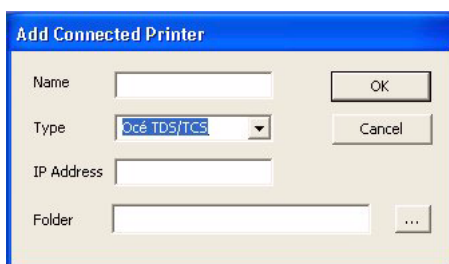 Add Connected Printer
Name
OK
Type Océ TDS/TCS
Cancel
IP Address
Folder
...